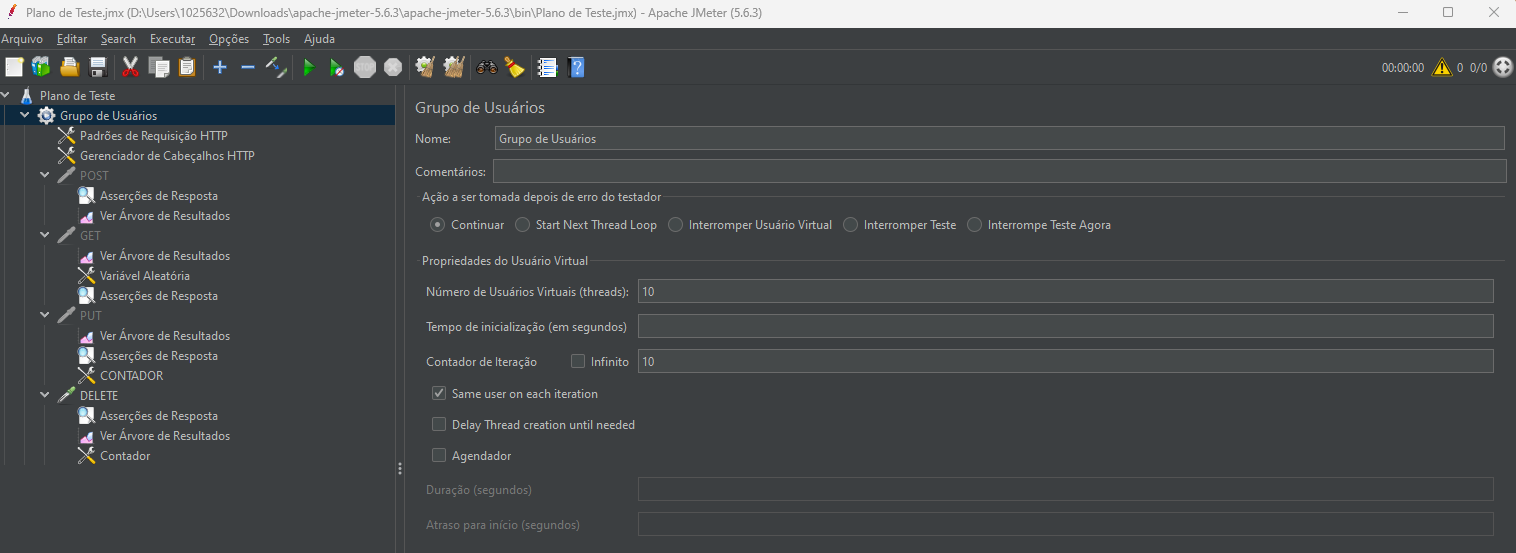 Plano de Teste.jmx (D:\Users\1025632\Downloads\apache-jmeter-5.6.3\apache-jmeter-5.6.3\bin\Plano de Teste.jmx) - Apache JMeter (5.6.3)
Arquivo Editar Search Executar Opções Tools Ajuda
STOP
00:00:00 0 0/0
Plano de Teste
Grupo de Usuários
Padrões de Requisição HTTP
Gerenciador de Cabeçalhos HTTP
POST
Asserções de Resposta
Ver Árvore de Resultados
GET
Ver Árvore de Resultados
Variável Aleatória
Asserções de Resposta
PUT
Ver Árvore de Resultados
Asserções de Resposta
CONTADOR
DELETE
Asserções de Resposta
Ver Árvore de Resultados
Contador
Grupo de Usuários
Nome: Grupo de Usuários
Comentários:
Ação a ser tomada depois de erro do testador
Continuar Start Next Thread Loop Interromper Usuário Virtual Interromper Teste Interrompe Teste Agora
Propriedades do Usuário Virtual
Número de Usuários Virtuais (threads): 10
Tempo de inicialização (em segundos)
Contador de Iteração Infinito 10
Same user on each iteration
Delay Thread creation until needed
Agendador
Duração (segundos)
Atraso para início (segundos)